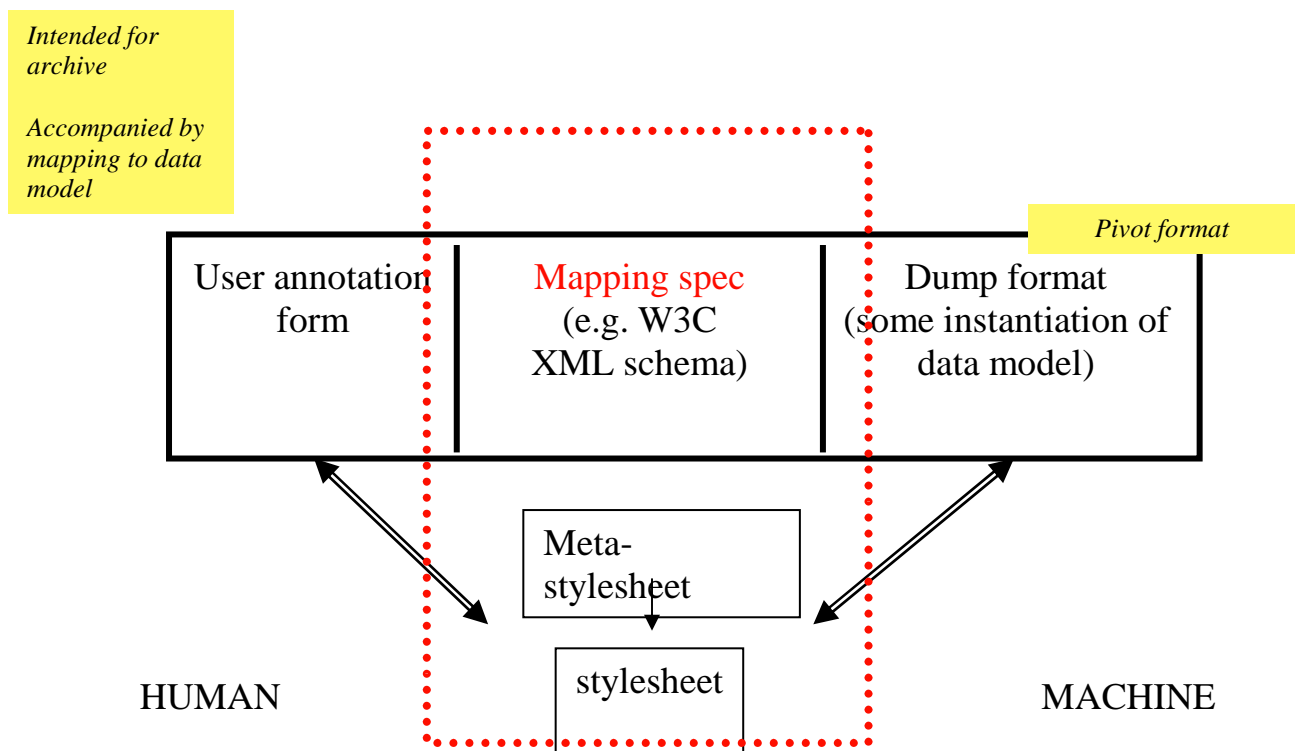 Intended for
archive
Accompanied by
mapping to data
model
Pivot format
User annotation
form
Mapping spec
(e.g. W3C
XML schema)
Dump format
(some instantiation of
data model)
Meta-
stylesheet
stylesheet
HUMAN
MACHINE